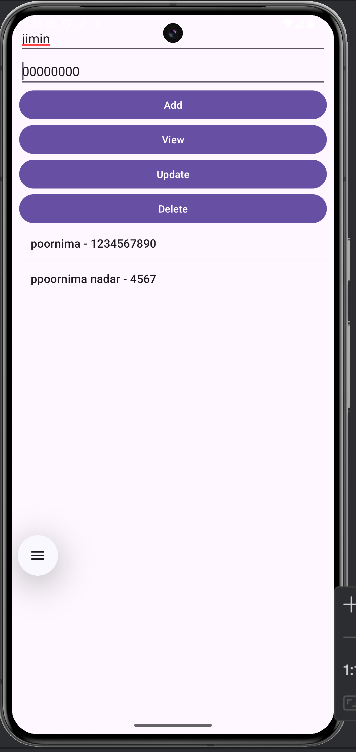 jimin
00000000
Add
View
Update
Delete
poornima - 1234567890
ppoornima nadar - 4567